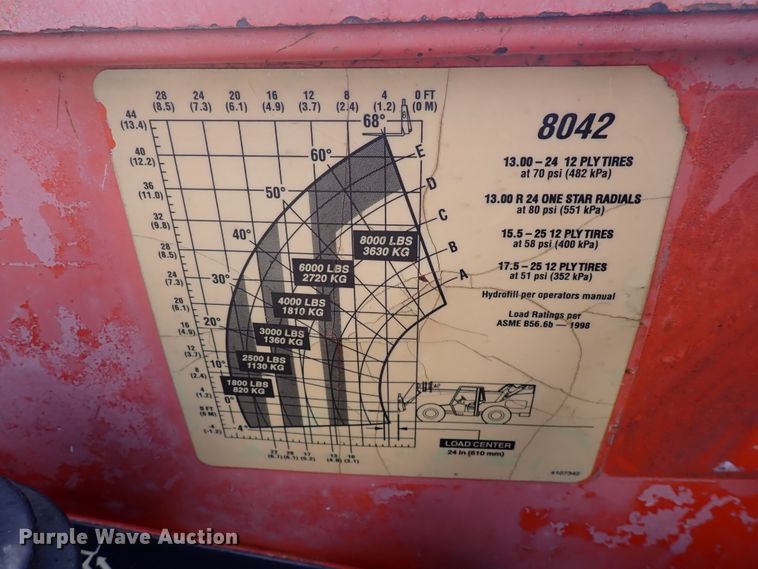 28 24 20 16 12 8 4 0 FT
(8.5) (7.3) (6.1) (4.9) (3.7) (2.4) (1.2) (0 M)
44
(13.4)
40
(12.2)
36
(11.0)
32
(9.8)
28
(8.5)
24
(7.3)
20
(6.1)
16
(4.9)
12
(3.7)
8
(2.4)
4
(1.2)
0 FT
(0 M)
-4
(-1.2)
68°
60°
50°
40°
30°
20°
10°
0°
-4
E
D
C
B
A
8000 LBS
3630 KG
6000 LBS
2720 KG
4000 LBS
1810 KG
3000 LBS
1360 KG
2500 LBS
1130 KG
1800 LBS
820 KG
8042
13.00 – 24 12 PLY TIRES
at 70 psi (482 kPa)
13.00 R 24 ONE STAR RADIALS
at 80 psi (551 kPa)
15.5 – 25 12 PLY TIRES
at 58 psi (400 kPa)
17.5 – 25 12 PLY TIRES
at 51 psi (352 kPa)
Hydrofill per operators manual
Load Ratings per
ASME B56.6b – 1998
LOAD CENTER
24 in (610 mm)
4107342
Purple Wave Auction